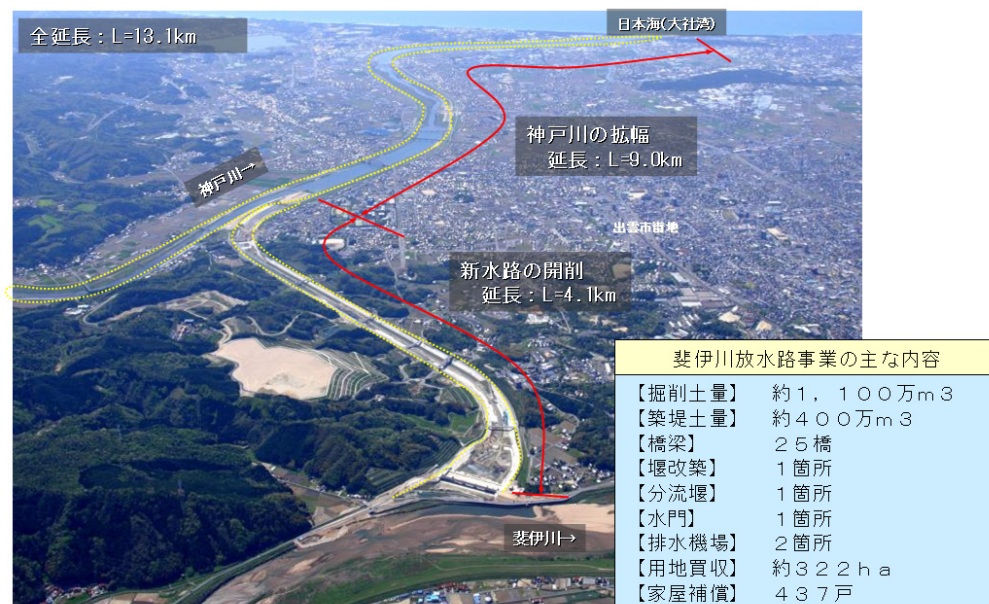 全延長：L=13.1km
日本海(大社湾)
神戸川の拡幅
延長：L=9.0km
神戸川→
出雲市街地
新水路の開削
延長：L=4.1km
斐伊川→
斐伊川放水路事業の主な内容
【掘削土量】　約１，１００万ｍ３
【築堤土量】　約４００万ｍ３
【橋梁】　２５橋
【堰改築】　１箇所
【分流堰】　１箇所
【水門】　１箇所
【排水機場】　２箇所
【用地買収】　約３２２ｈａ
【家屋補償】　４３７戸